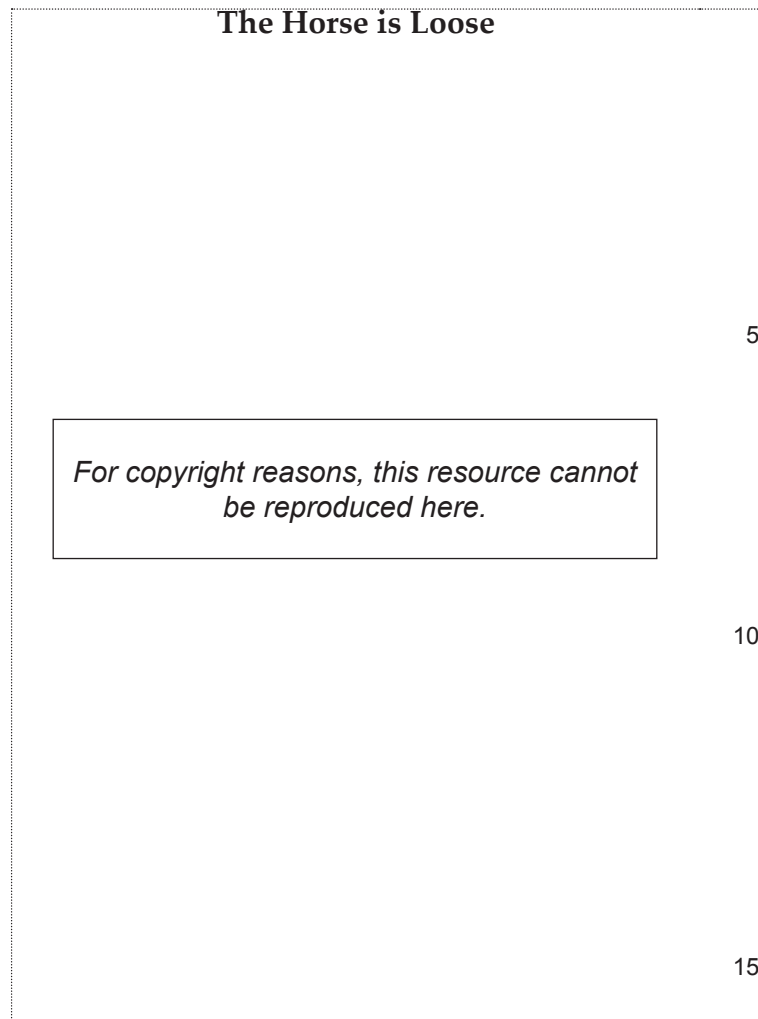 The Horse is Loose
5
For copyright reasons, this resource cannot
be reproduced here.
10
15